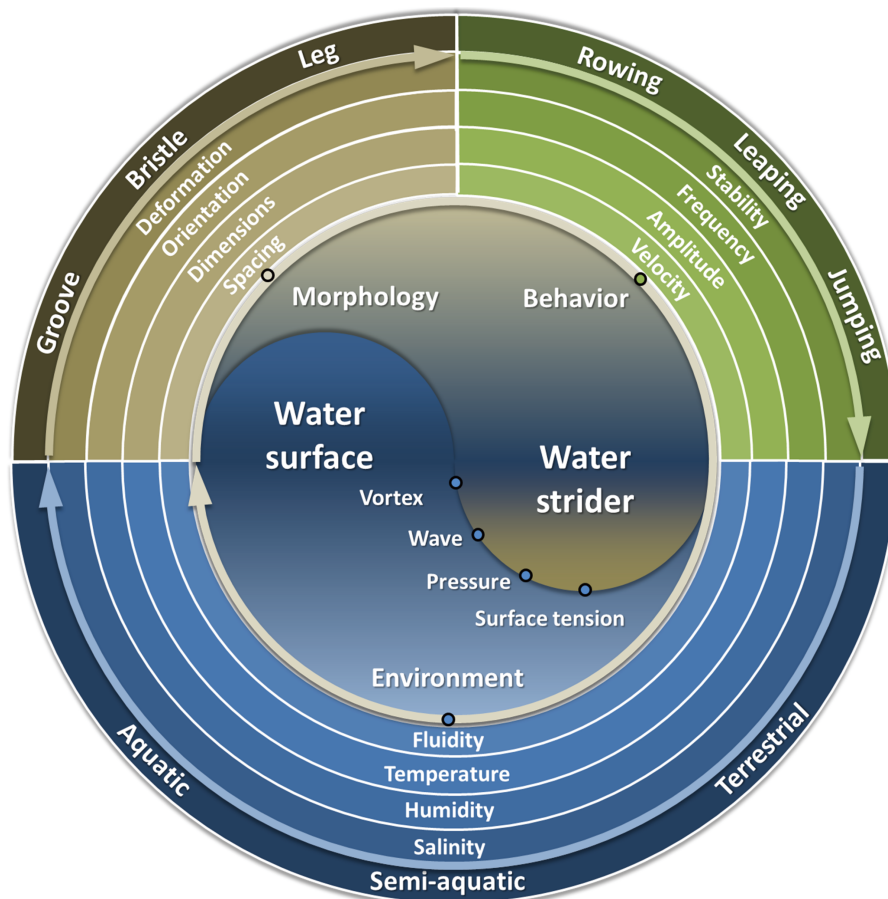 Leg
Bristle
Groove
Deformation
Orientation
Dimensions
Spacing
Rowing
Leaping
Jumping
Stability
Frequency
Amplitude
Velocity
Morphology
Behavior
Water
surface
Water
strider
Vortex
Wave
Pressure
Surface tension
Environment
Fluidity
Temperature
Humidity
Salinity
Aquatic
Semi-aquatic
Terrestrial